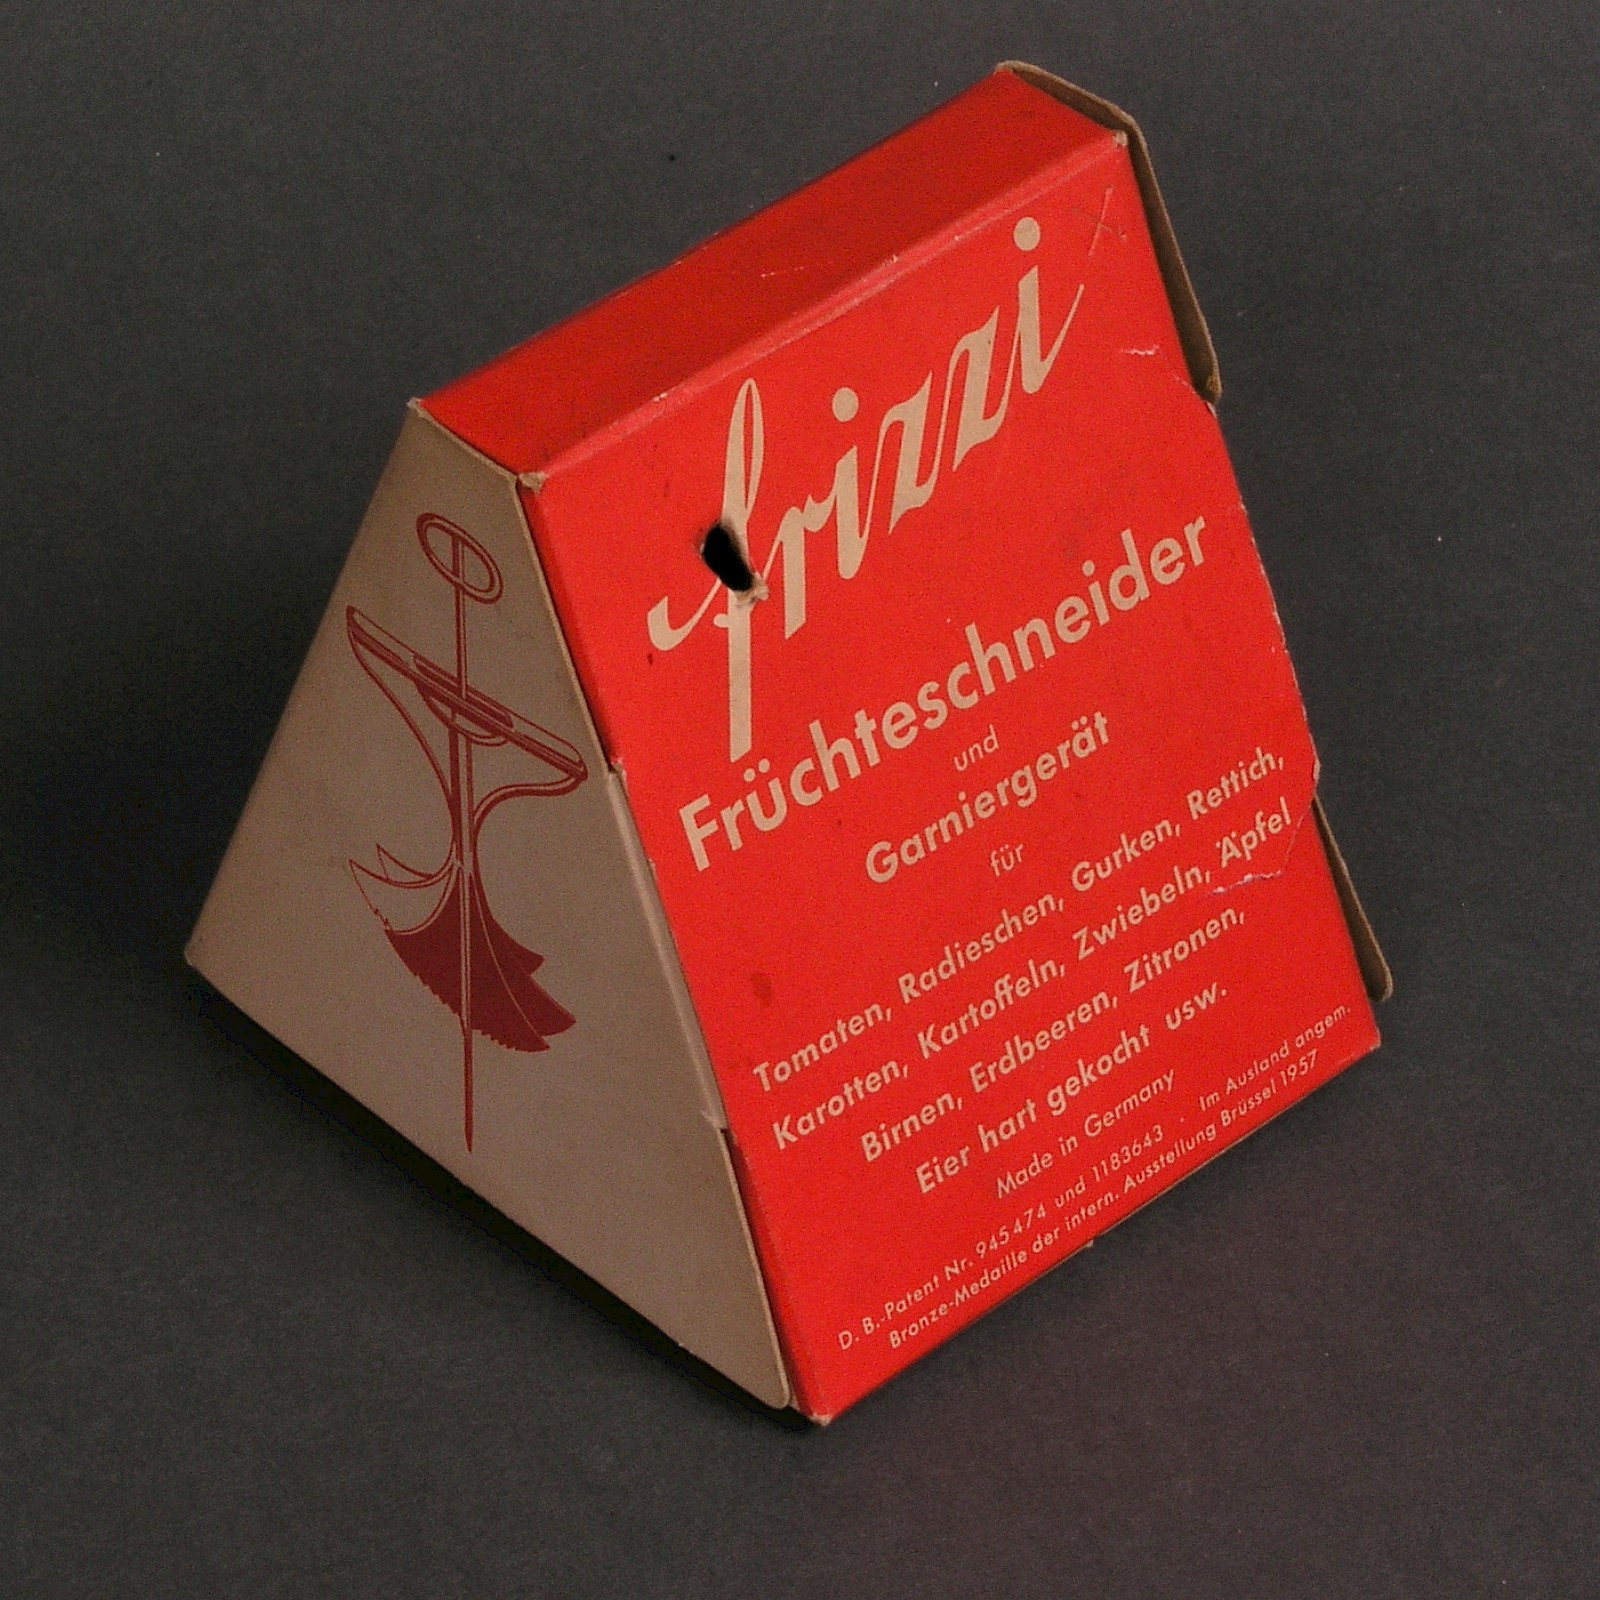 frizzi
Früchteschneider
und
Garniergerät
für
Tomaten, Radieschen, Gurken, Rettich,
Karotten, Kartoffeln, Zwiebeln, Äpfel
Birnen, Erdbeeren, Zitronen,
Eier hart gekocht usw.
Made in Germany
D. B.-Patent Nr. 945474 und 1183643 · Im Ausland angem.
Bronze-Medaille der intern. Ausstellung Brüssel 1957